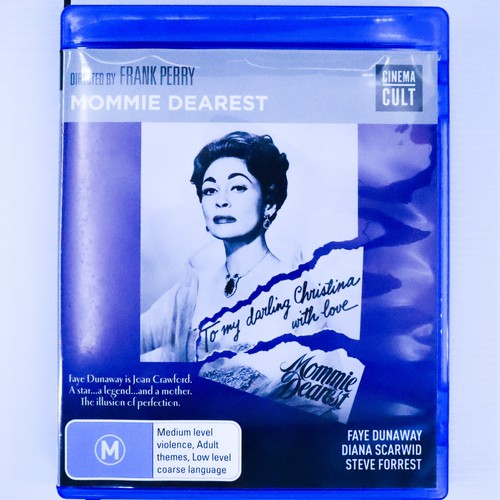 DIRECTED BY FRANK PERRY
MOMMIE DEAREST
CINEMA
CULT
To my darling Christina
with love
Mommie
Dearest
Faye Dunaway is Joan Crawford.
A star...a legend...and a mother.
The illusion of perfection.
M
Medium level
violence, Adult
themes, Low level
coarse language
FAYE DUNAWAY
DIANA SCARWID
STEVE FORREST